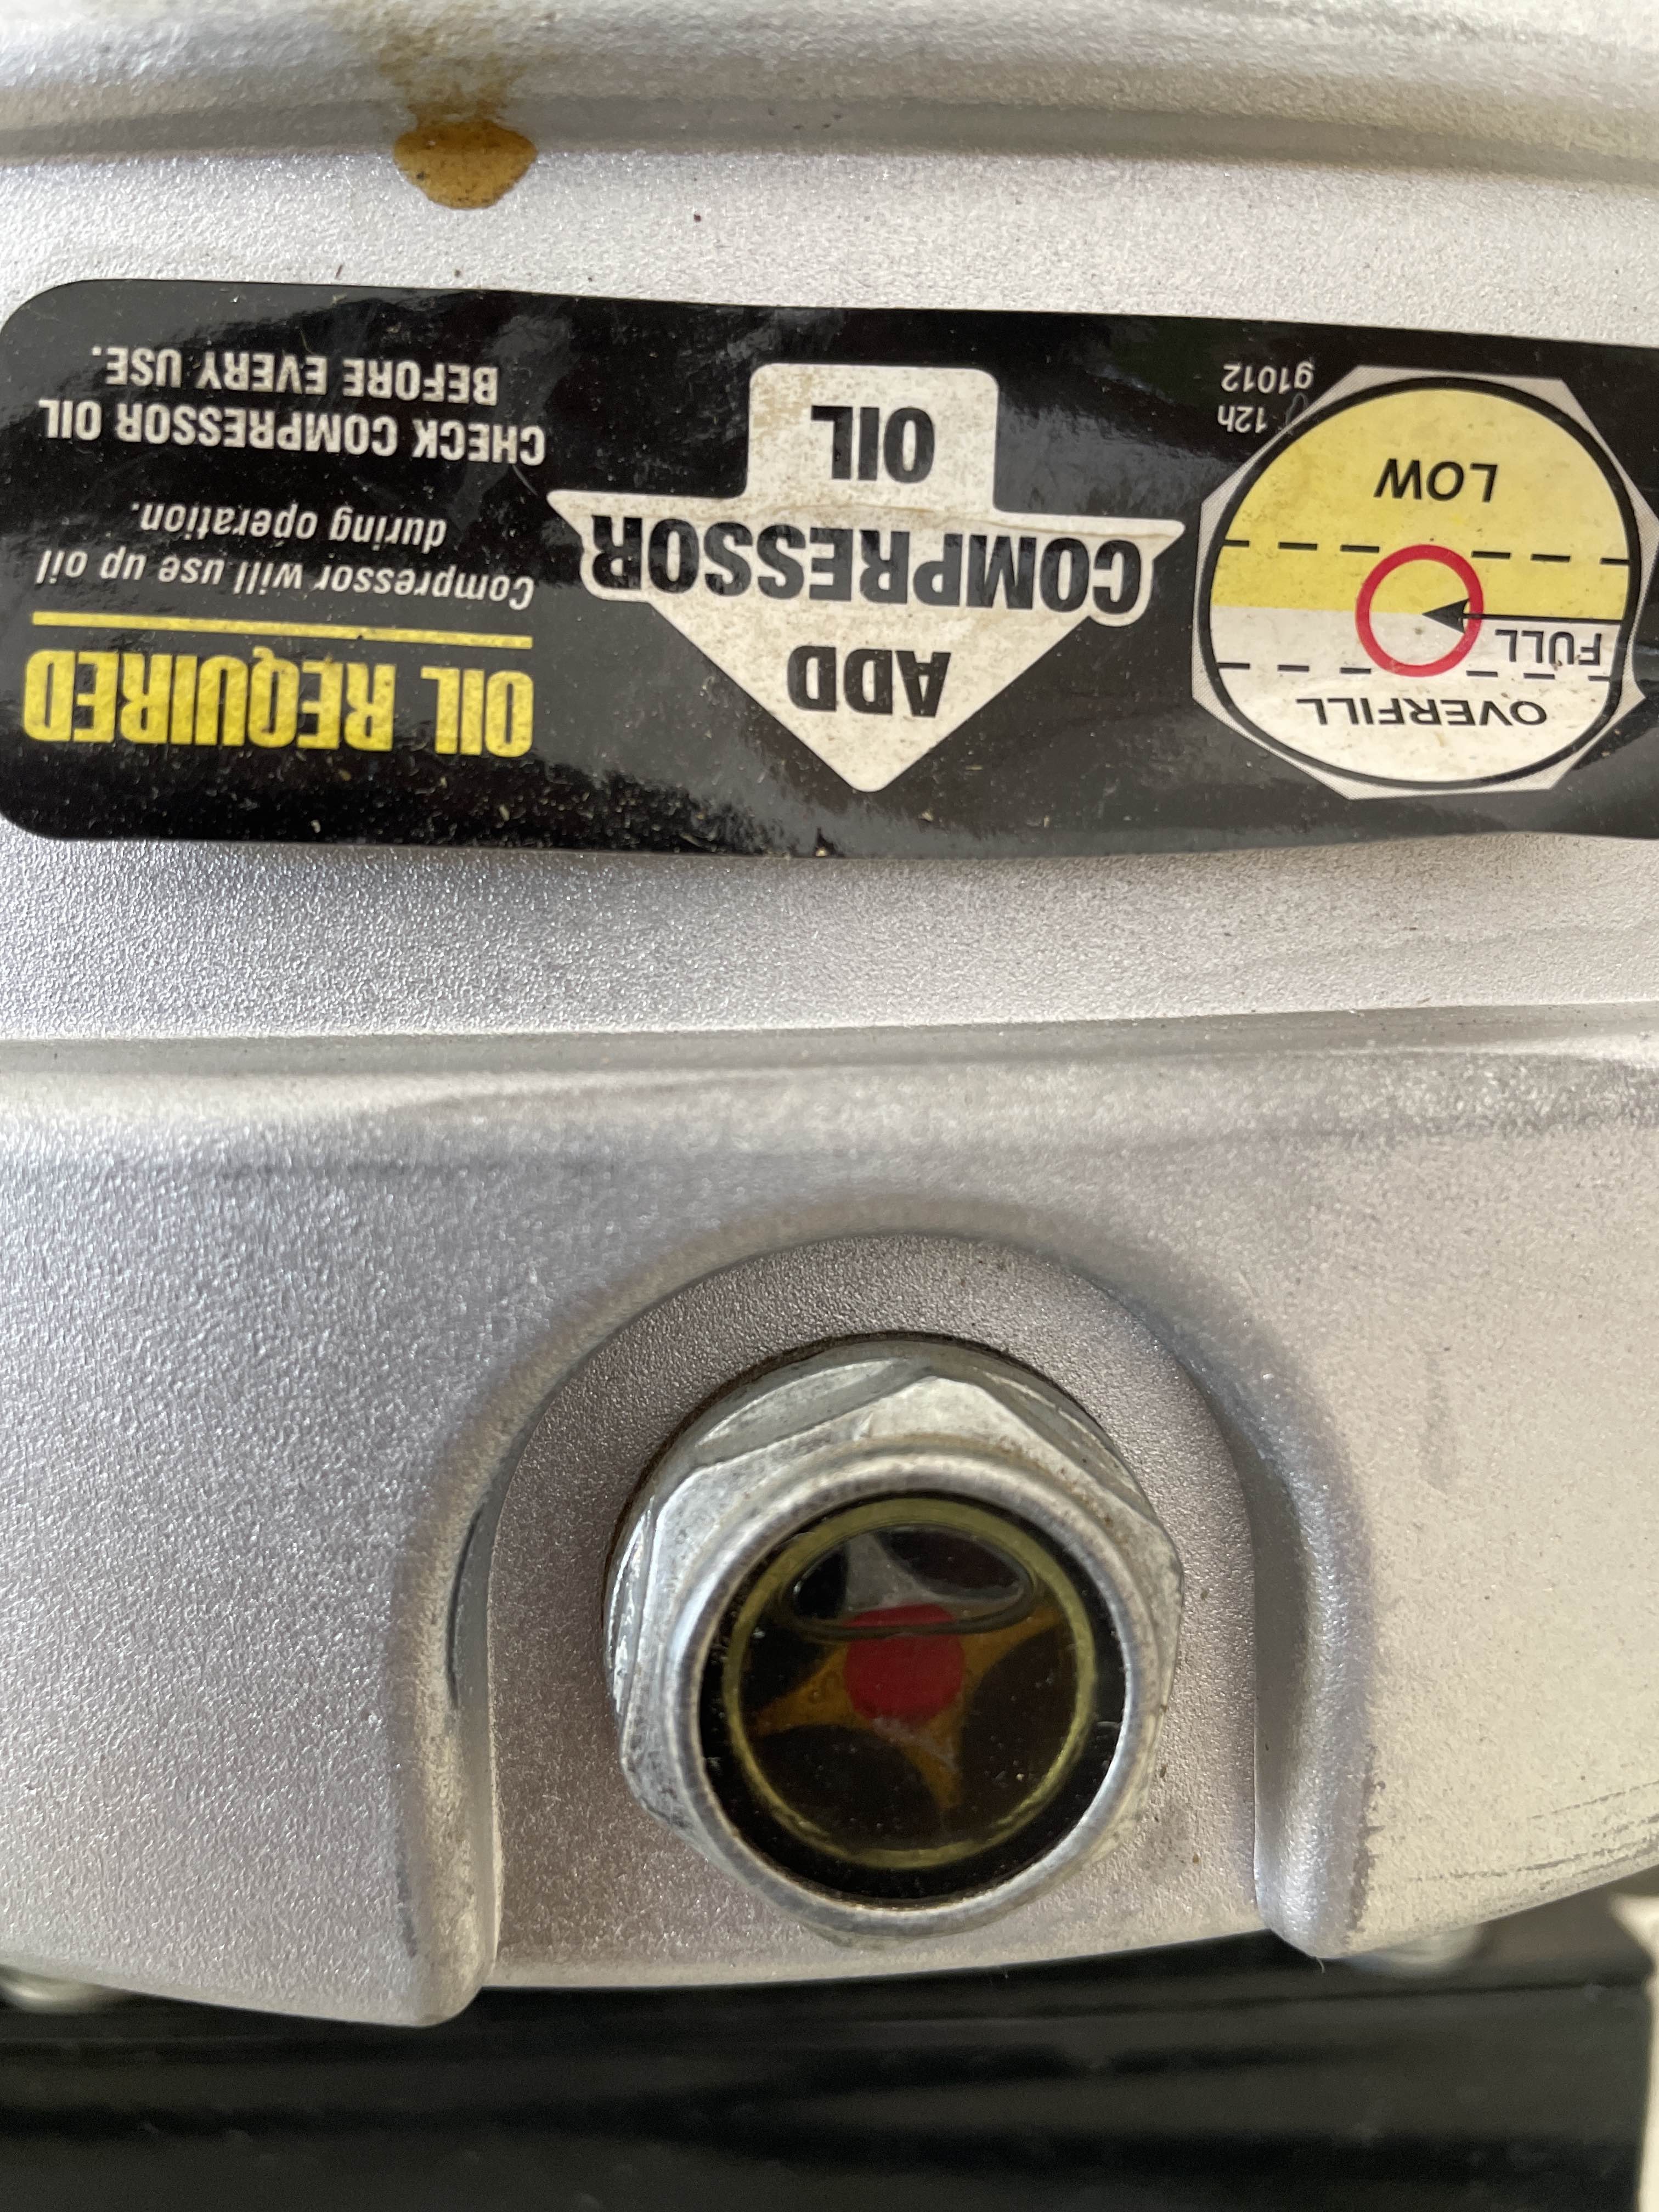 OIL REQUIRED
Compressor will use up oil
during operation.
CHECK COMPRESSOR OIL
BEFORE EVERY USE.
ADD
COMPRESSOR
OIL
OVERFILL
FULL
LOW
12h
g1012